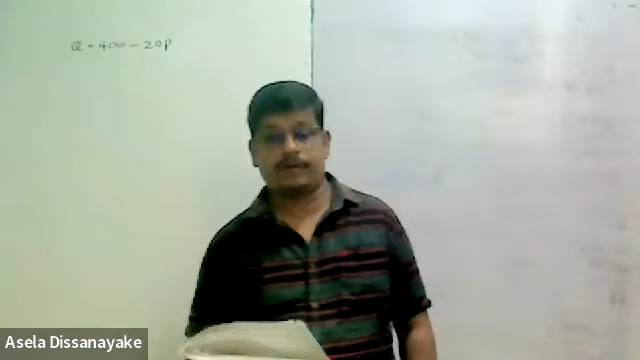 Q = 400 - 20P
Asela Dissanayake